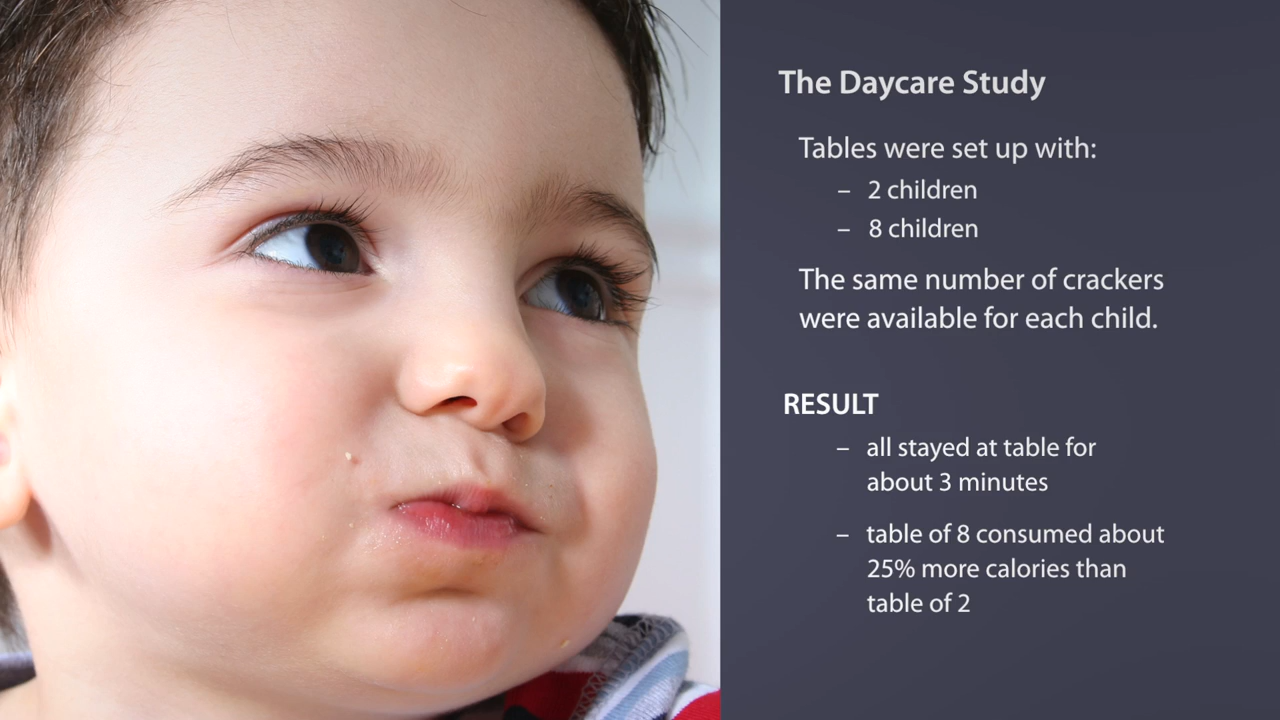 The Daycare Study
Tables were set up with:
– 2 children
– 8 children
The same number of crackers
were available for each child.
RESULT
– all stayed at table for
about 3 minutes
– table of 8 consumed about
25% more calories than
table of 2